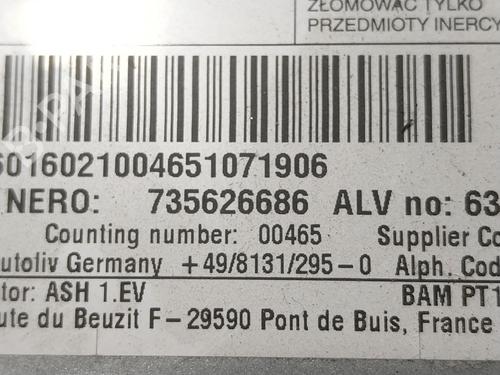 ZŁOMOWAĆ TYLKO
PRZEDMIOTY INERCY
6016021004651071906
NERO: 735626686 ALV no: 63
Counting number: 00465 Supplier Co
utoliv Germany +49/8131/295-0 Alph. Cod
tor: ASH 1.EV BAM PT1
ute du Beuzit F-29590 Pont de Buis, France